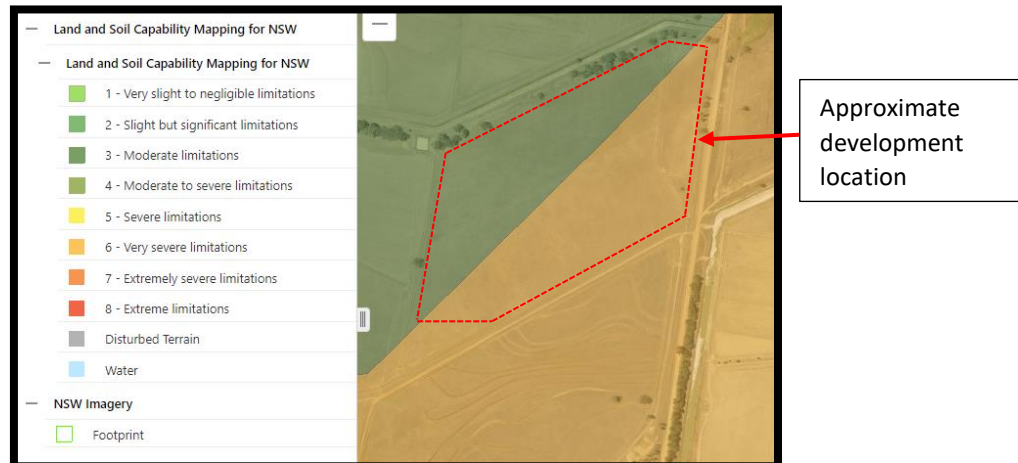 Land and Soil Capability Mapping for NSW
Land and Soil Capability Mapping for NSW
1 - Very slight to negligible limitations
2 - Slight but significant limitations
3 - Moderate limitations
4 - Moderate to severe limitations
5 - Severe limitations
6 - Very severe limitations
7 - Extremely severe limitations
8 - Extreme limitations
Disturbed Terrain
Water
NSW Imagery
Footprint
Approximate
development
location